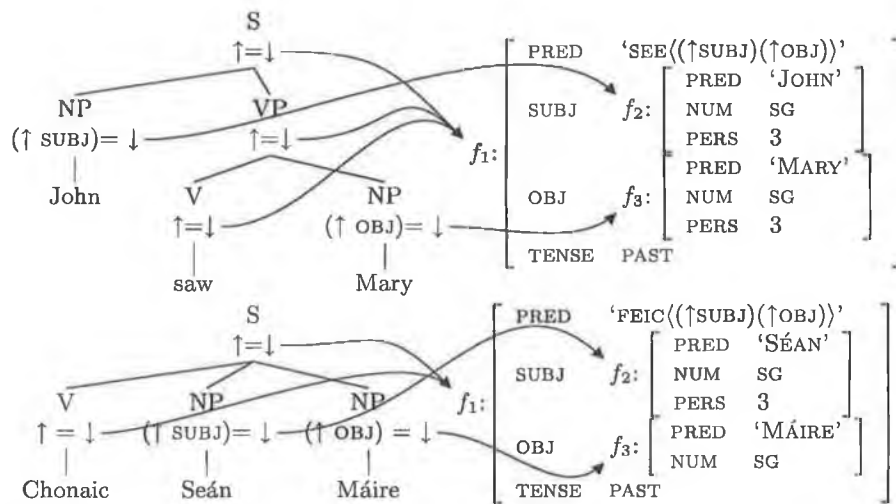 S
↑=↓
PRED ‘SEE⟨(↑SUBJ)(↑OBJ)⟩’
NP VP
(↑ SUBJ)= ↓ ↑=↓
John
V NP
↑=↓ (↑ OBJ)= ↓
saw Mary
f1:
SUBJ f2:
PRED ‘JOHN’
NUM SG
PERS 3
OBJ f3:
PRED ‘MARY’
NUM SG
PERS 3
TENSE PAST
S
↑=↓
V NP NP
↑ = ↓ (↑ SUBJ)= ↓ (↑ OBJ) = ↓
Chonaic Seán Máire
f1:
PRED ‘FEIC⟨(↑SUBJ)(↑OBJ)⟩’
SUBJ f2:
PRED ‘SÉAN’
NUM SG
PERS 3
OBJ f3:
PRED ‘MÁIRE’
NUM SG
TENSE PAST